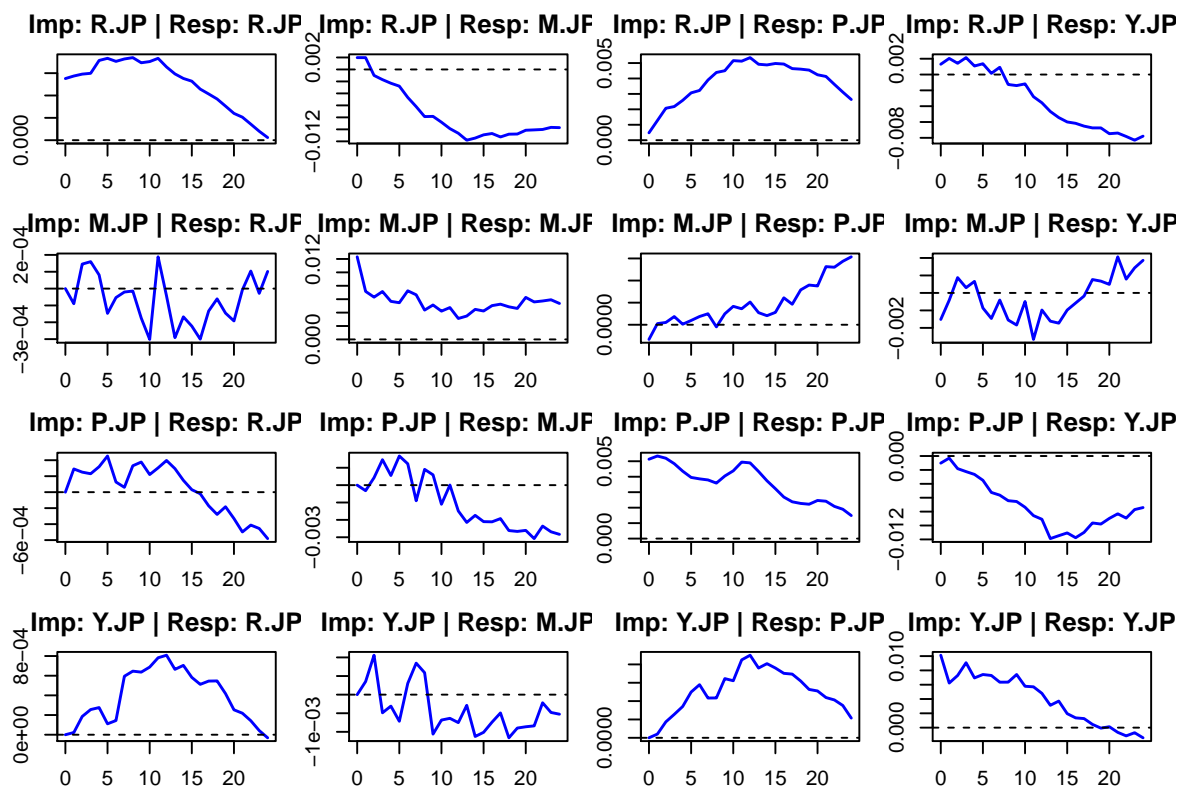 Imp: R.JP | Resp: R.JP Imp: R.JP | Resp: M.JP Imp: R.JP | Resp: P.JP Imp: R.JP | Resp: Y.JP
0.000
−0.012 0.002
0.000 0.005
−0.008 0.002
0 5 10 15 20 0 5 10 15 20 0 5 10 15 20 0 5 10 15 20
Imp: M.JP | Resp: R.JP Imp: M.JP | Resp: M.JP Imp: M.JP | Resp: P.JP Imp: M.JP | Resp: Y.JP
−3e−04 2e−04
0.000 0.012
0.0000
−0.002
0 5 10 15 20 0 5 10 15 20 0 5 10 15 20 0 5 10 15 20
Imp: P.JP | Resp: R.JP Imp: P.JP | Resp: M.JP Imp: P.JP | Resp: P.JP Imp: P.JP | Resp: Y.JP
−6e−04
−0.003
0.000 0.005
−0.012 0.000
0 5 10 15 20 0 5 10 15 20 0 5 10 15 20 0 5 10 15 20
Imp: Y.JP | Resp: R.JP Imp: Y.JP | Resp: M.JP Imp: Y.JP | Resp: P.JP Imp: Y.JP | Resp: Y.JP
0e+00 8e−04
−1e−03
0.0000
0.000 0.010
0 5 10 15 20 0 5 10 15 20 0 5 10 15 20 0 5 10 15 20